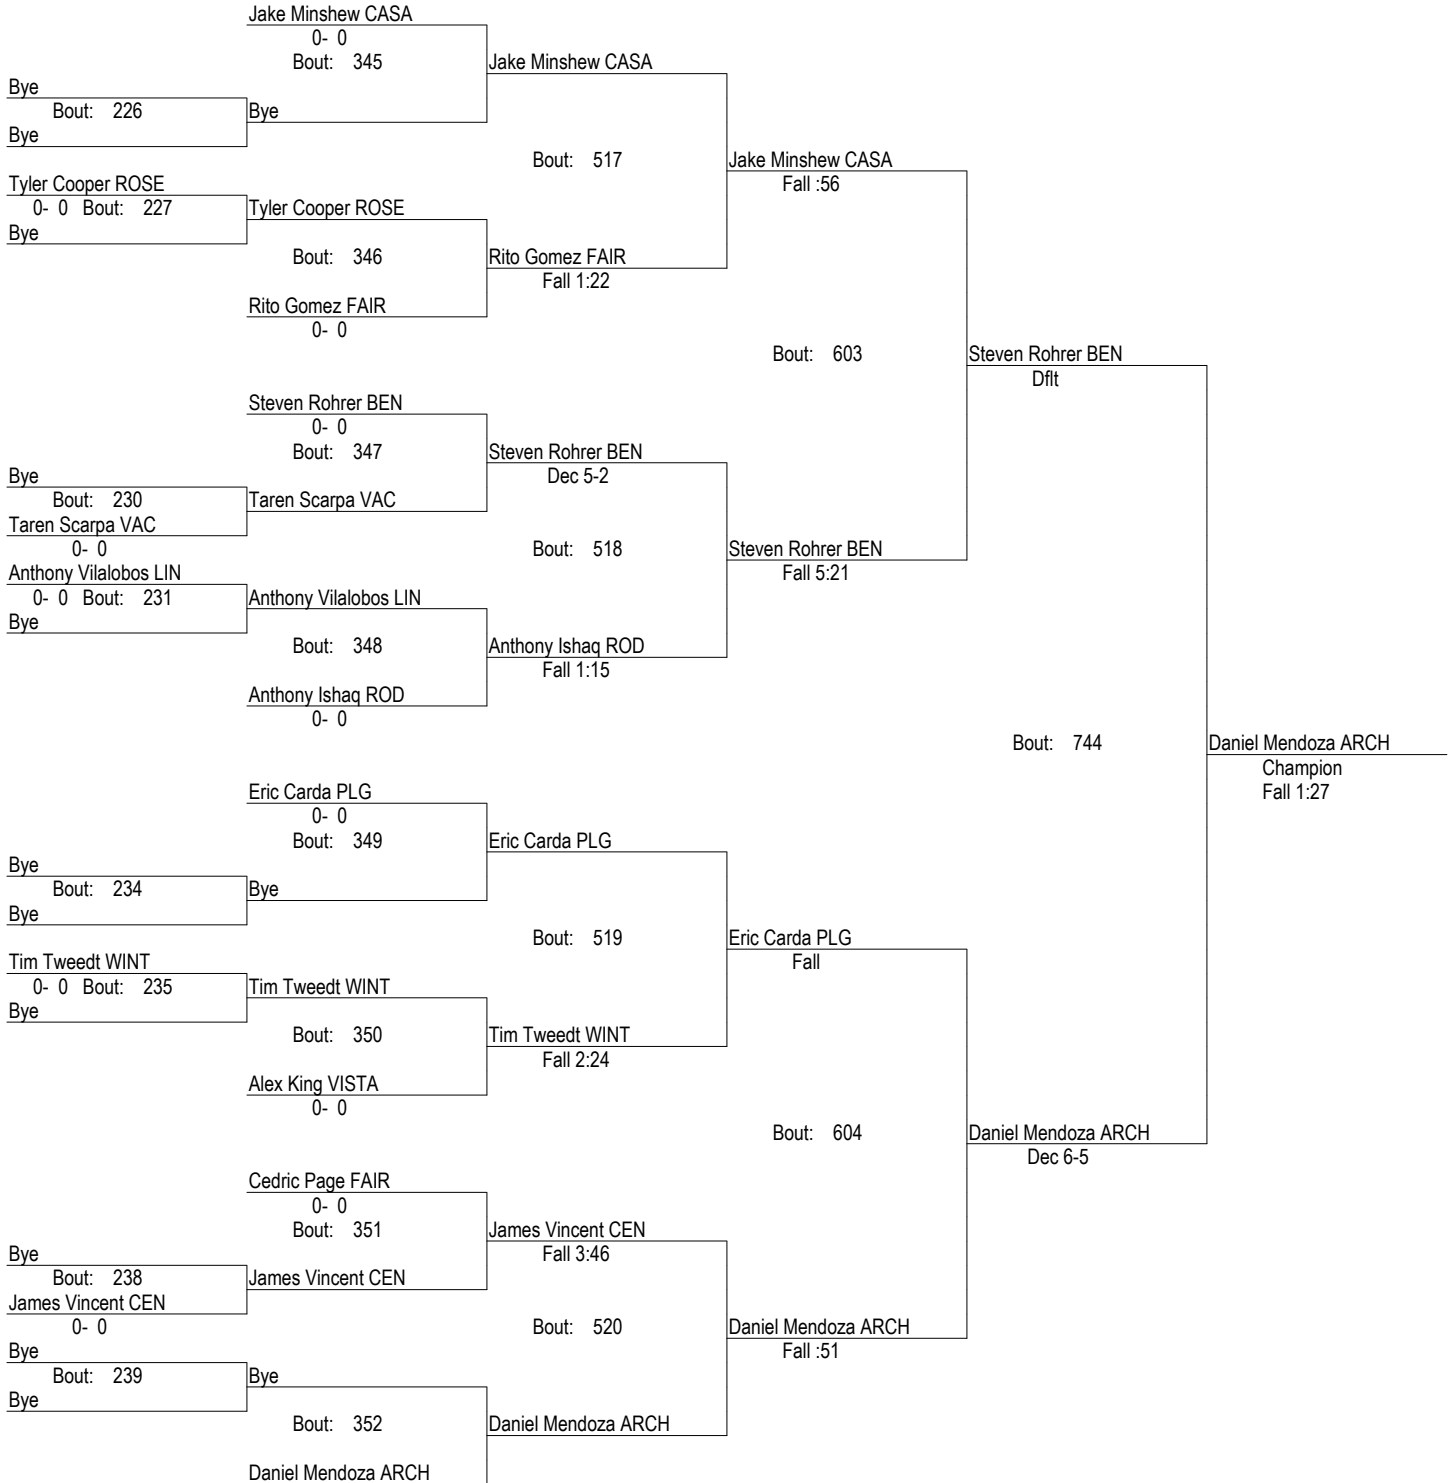 Jake Minshew CASA
0- 0
Bout: 345
Jake Minshew CASA
Bye
Bout: 226
Bye
Bye
Bout: 517
Jake Minshew CASA
Fall :56
Tyler Cooper ROSE
0- 0 Bout: 227
Tyler Cooper ROSE
Bye
Bout: 346
Rito Gomez FAIR
Fall 1:22
Rito Gomez FAIR
0- 0
Bout: 603
Steven Rohrer BEN
Dflt
Steven Rohrer BEN
0- 0
Bout: 347
Steven Rohrer BEN
Dec 5-2
Bye
Bout: 230
Taren Scarpa VAC
Taren Scarpa VAC
0- 0
Bout: 518
Steven Rohrer BEN
Fall 5:21
Anthony Vilalobos LIN
0- 0 Bout: 231
Anthony Vilalobos LIN
Bye
Bout: 348
Anthony Ishaq ROD
Fall 1:15
Anthony Ishaq ROD
0- 0
Bout: 744
Daniel Mendoza ARCH
Champion
Fall 1:27
Eric Carda PLG
0- 0
Bout: 349
Eric Carda PLG
Bye
Bout: 234
Bye
Bye
Bout: 519
Eric Carda PLG
Fall
Tim Tweedt WINT
0- 0 Bout: 235
Tim Tweedt WINT
Bye
Bout: 350
Tim Tweedt WINT
Fall 2:24
Alex King VISTA
0- 0
Bout: 604
Daniel Mendoza ARCH
Dec 6-5
Cedric Page FAIR
0- 0
Bout: 351
James Vincent CEN
Fall 3:46
Bye
Bout: 238
James Vincent CEN
James Vincent CEN
0- 0
Bout: 520
Daniel Mendoza ARCH
Fall :51
Bye
Bout: 239
Bye
Bye
Bout: 352
Daniel Mendoza ARCH
Daniel Mendoza ARCH